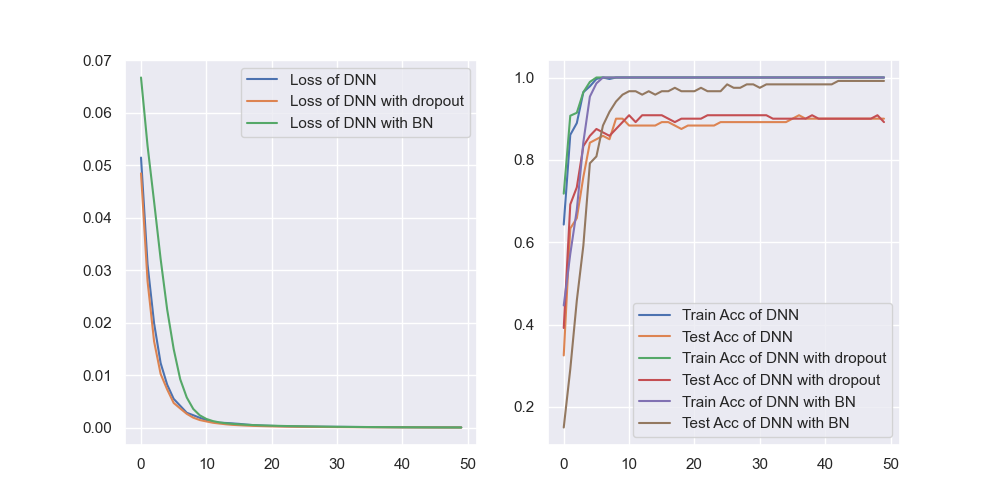 0.07
0.06
0.05
0.04
0.03
0.02
0.01
0.00
0 10 20 30 40 50
Loss of DNN
Loss of DNN with dropout
Loss of DNN with BN
1.0
0.8
0.6
0.4
0.2
0 10 20 30 40 50
Train Acc of DNN
Test Acc of DNN
Train Acc of DNN with dropout
Test Acc of DNN with dropout
Train Acc of DNN with BN
Test Acc of DNN with BN